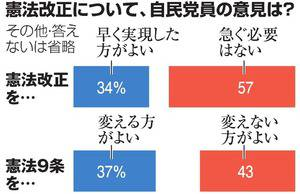 憲法改正について、自民党員の意見は?
その他・答え
ないは省略
早く実現した
方がよい
急ぐ必要
はない
憲法改正
を…
34%
57
変える方
がよい
変えない
方がよい
憲法9条
を…
37%
43